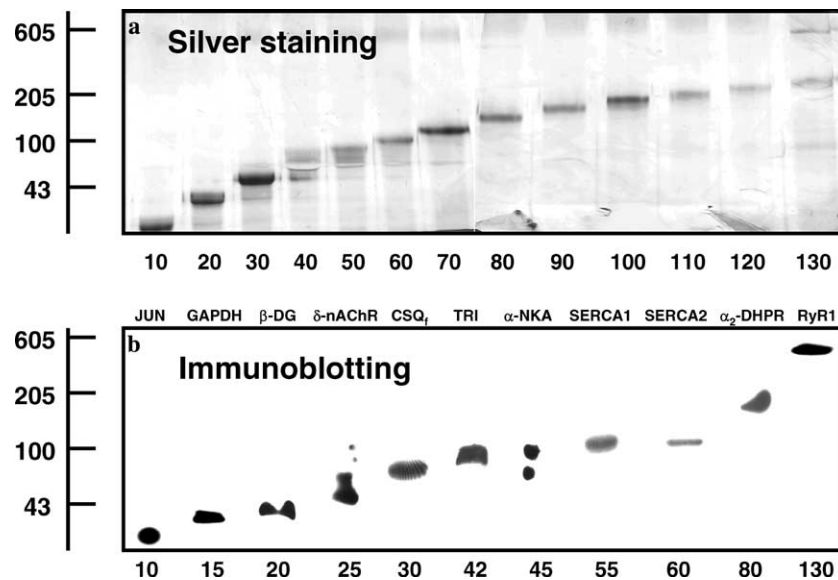 605
205
100
43
a
Silver staining
10 20 30 40 50 60 70 80 90 100 110 120 130
JUN GAPDH β-DG δ-nAChR CSQf TRI α-NKA SERCA1 SERCA2 α2-DHPR RyR1
605
205
100
43
b
Immunoblotting
10 15 20 25 30 42 45 55 60 80 130